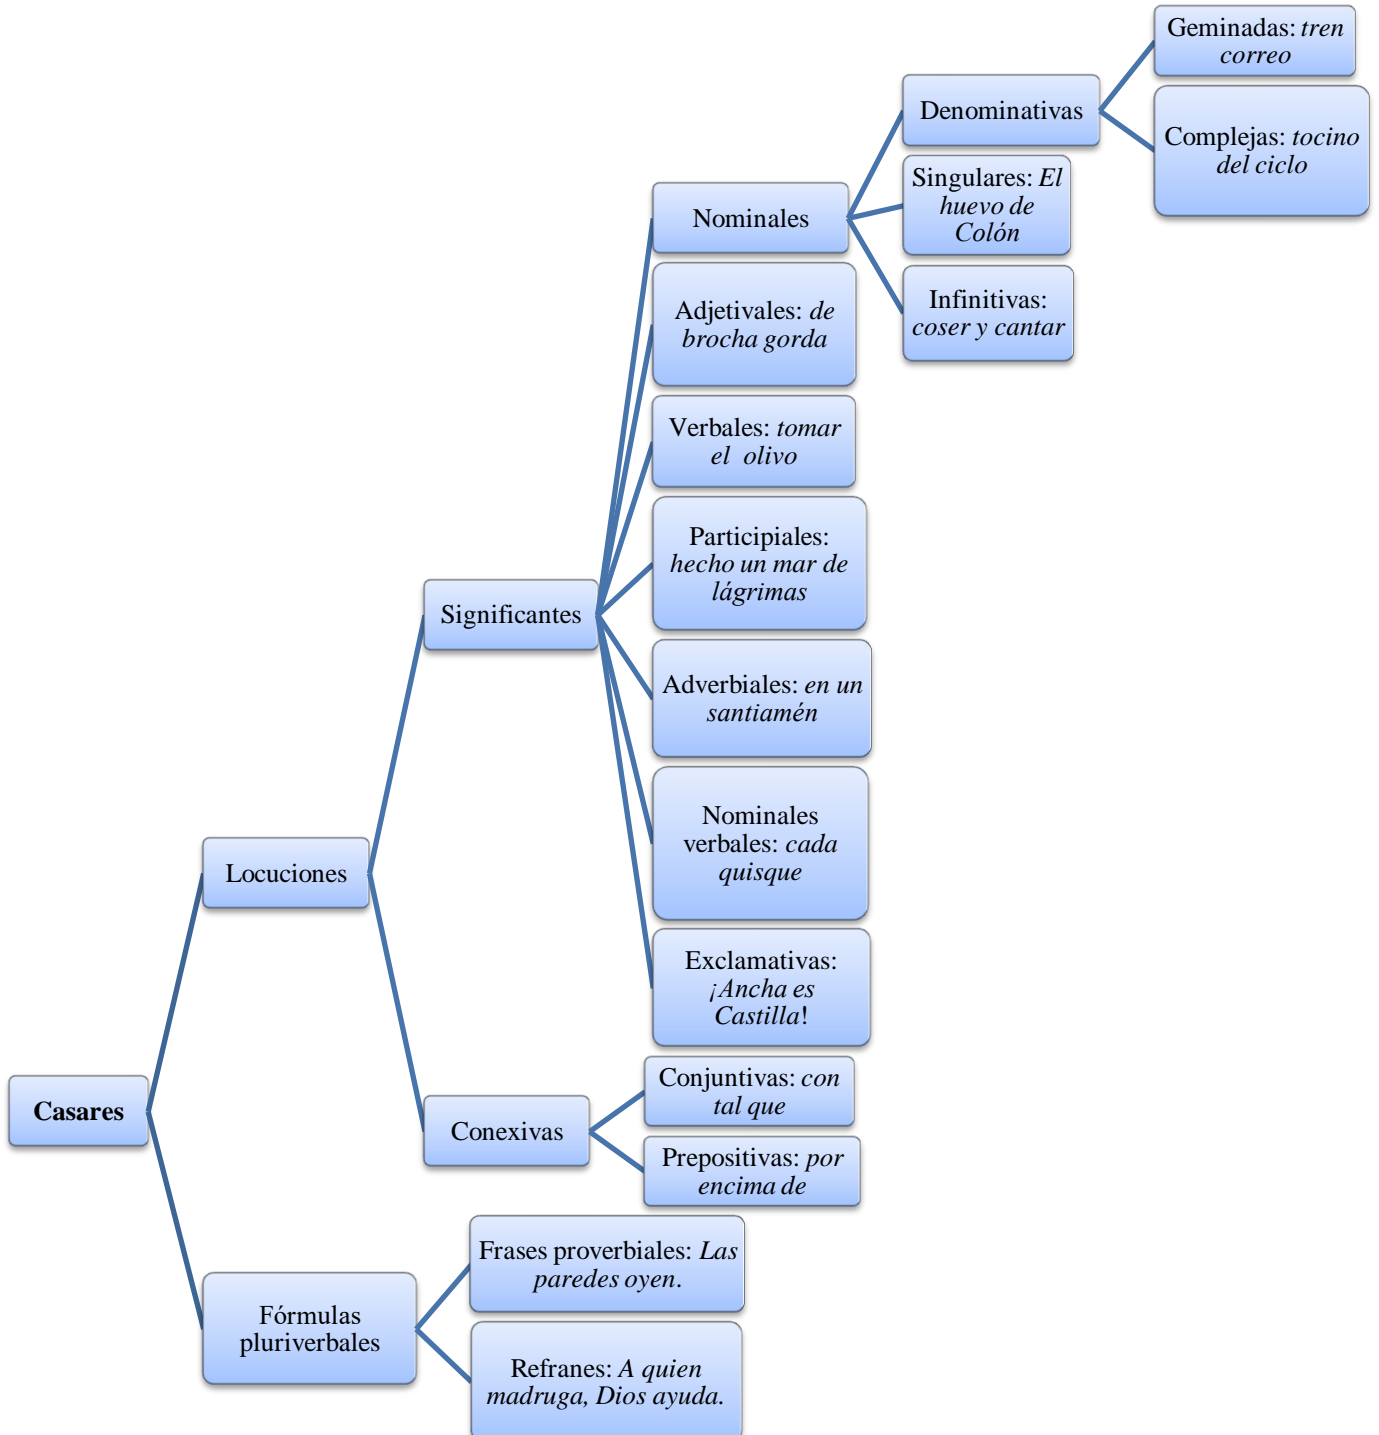 Geminadas: tren
correo
Denominativas
Complejas: tocino
del ciclo
Singulares: El
huevo de
Colón
Nominales
Infinitivas:
coser y cantar
Adjetivales: de
brocha gorda
Verbales: tomar
el olivo
Participiales:
hecho un mar de
lágrimas
Significantes
Adverbiales: en un
santiamén
Nominales
verbales: cada
quisque
Locuciones
Exclamativas:
¡Ancha es
Castilla!
Conjuntivas: con
tal que
Casares
Conexivas
Prepositivas: por
encima de
Frases proverbiales: Las
paredes oyen.
Fórmulas
pluriverbales
Refranes: A quien
madruga, Dios ayuda.